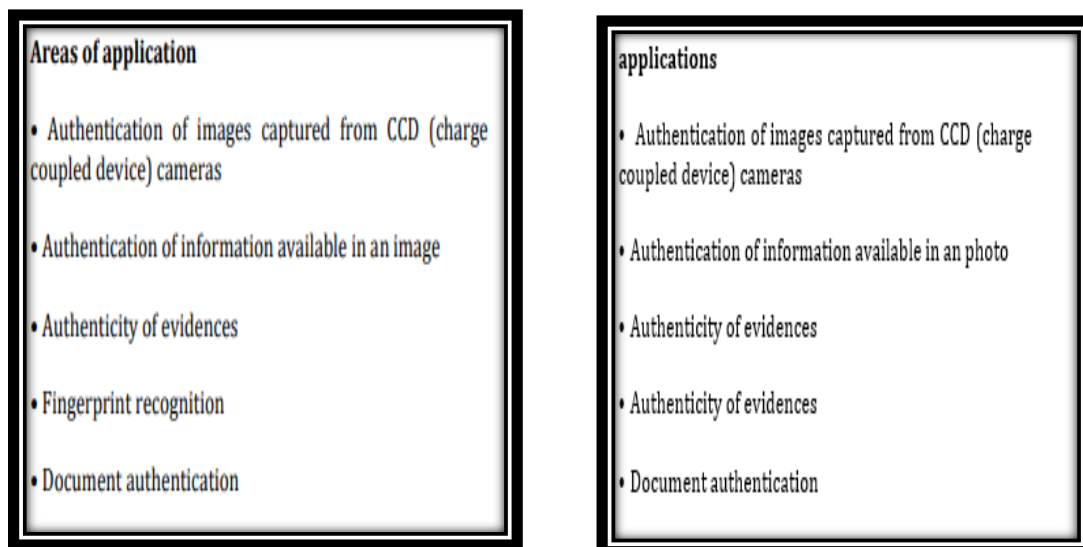 Areas of application
• Authentication of images captured from CCD (charge
coupled device) cameras
• Authentication of information available in an image
• Authenticity of evidences
• Fingerprint recognition
• Document authentication
applications
• Authentication of images captured from CCD (charge
coupled device) cameras
• Authentication of information available in an photo
• Authenticity of evidences
• Authenticity of evidences
• Document authentication